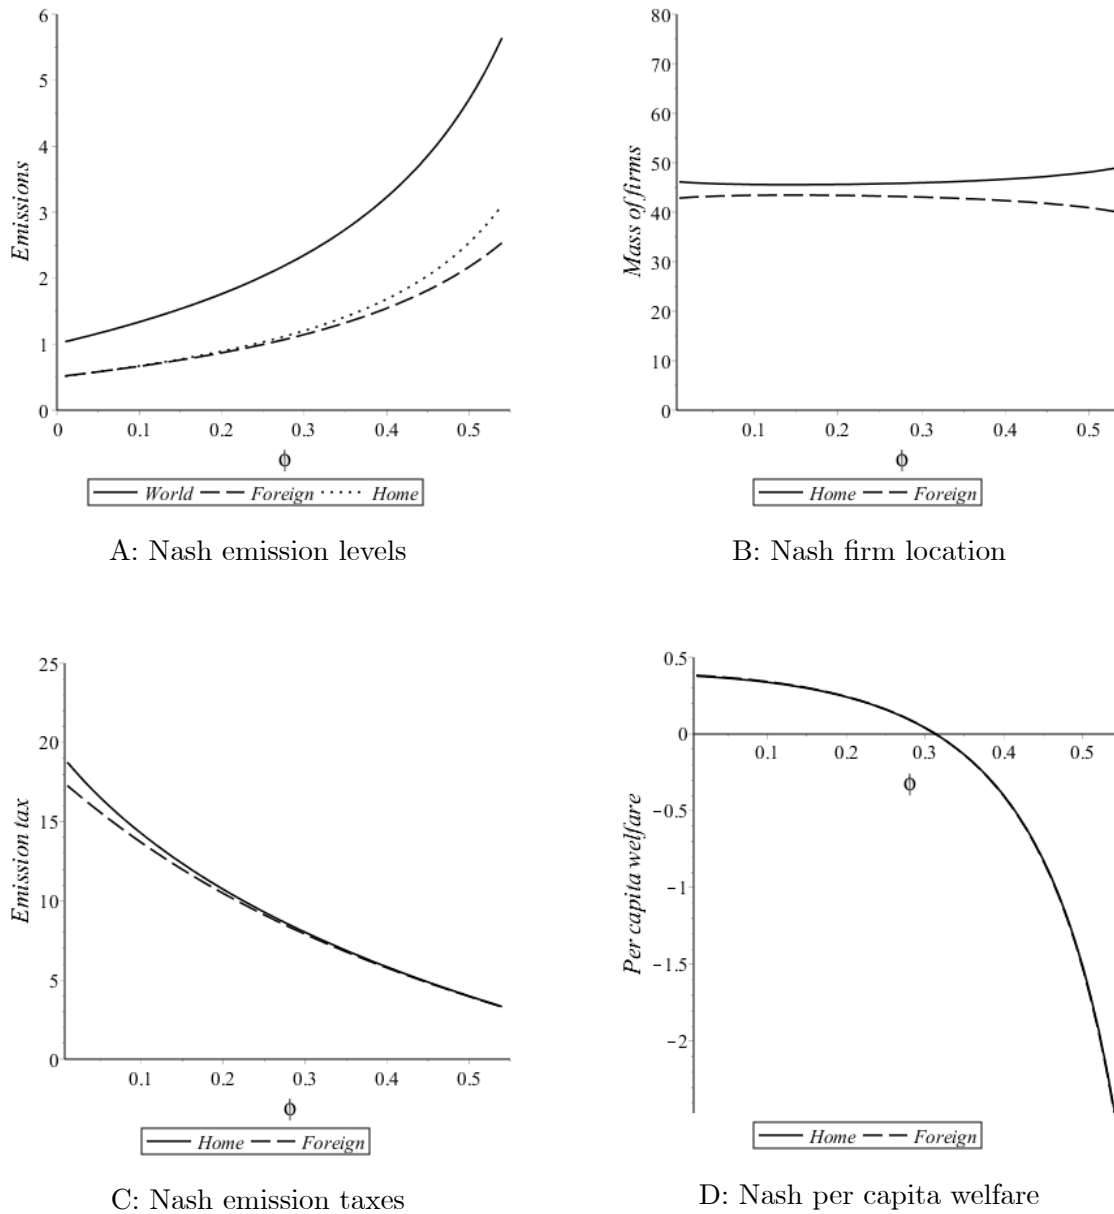 6
5
4
3
2
1
0
Emissions
0 0.1 0.2 0.3 0.4 0.5
ϕ
World Foreign Home
A: Nash emission levels
80
70
60
50
40
30
20
10
0
Mass of firms
0.1 0.2 0.3 0.4 0.5
ϕ
Home Foreign
B: Nash firm location
25
20
15
10
5
0
Emission tax
0.1 0.2 0.3 0.4 0.5
ϕ
Home Foreign
C: Nash emission taxes
0.5
0
−0.5
−1
−1.5
−2
Per capita welfare
0.1 0.2 0.3 0.4 0.5
ϕ
Home Foreign
D: Nash per capita welfare